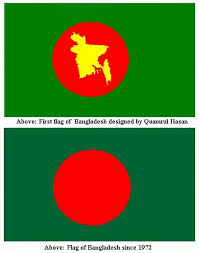 Above: First flag of Bangladesh designed by Quamrul Hasan
Above: Flag of Bangladesh since 1972